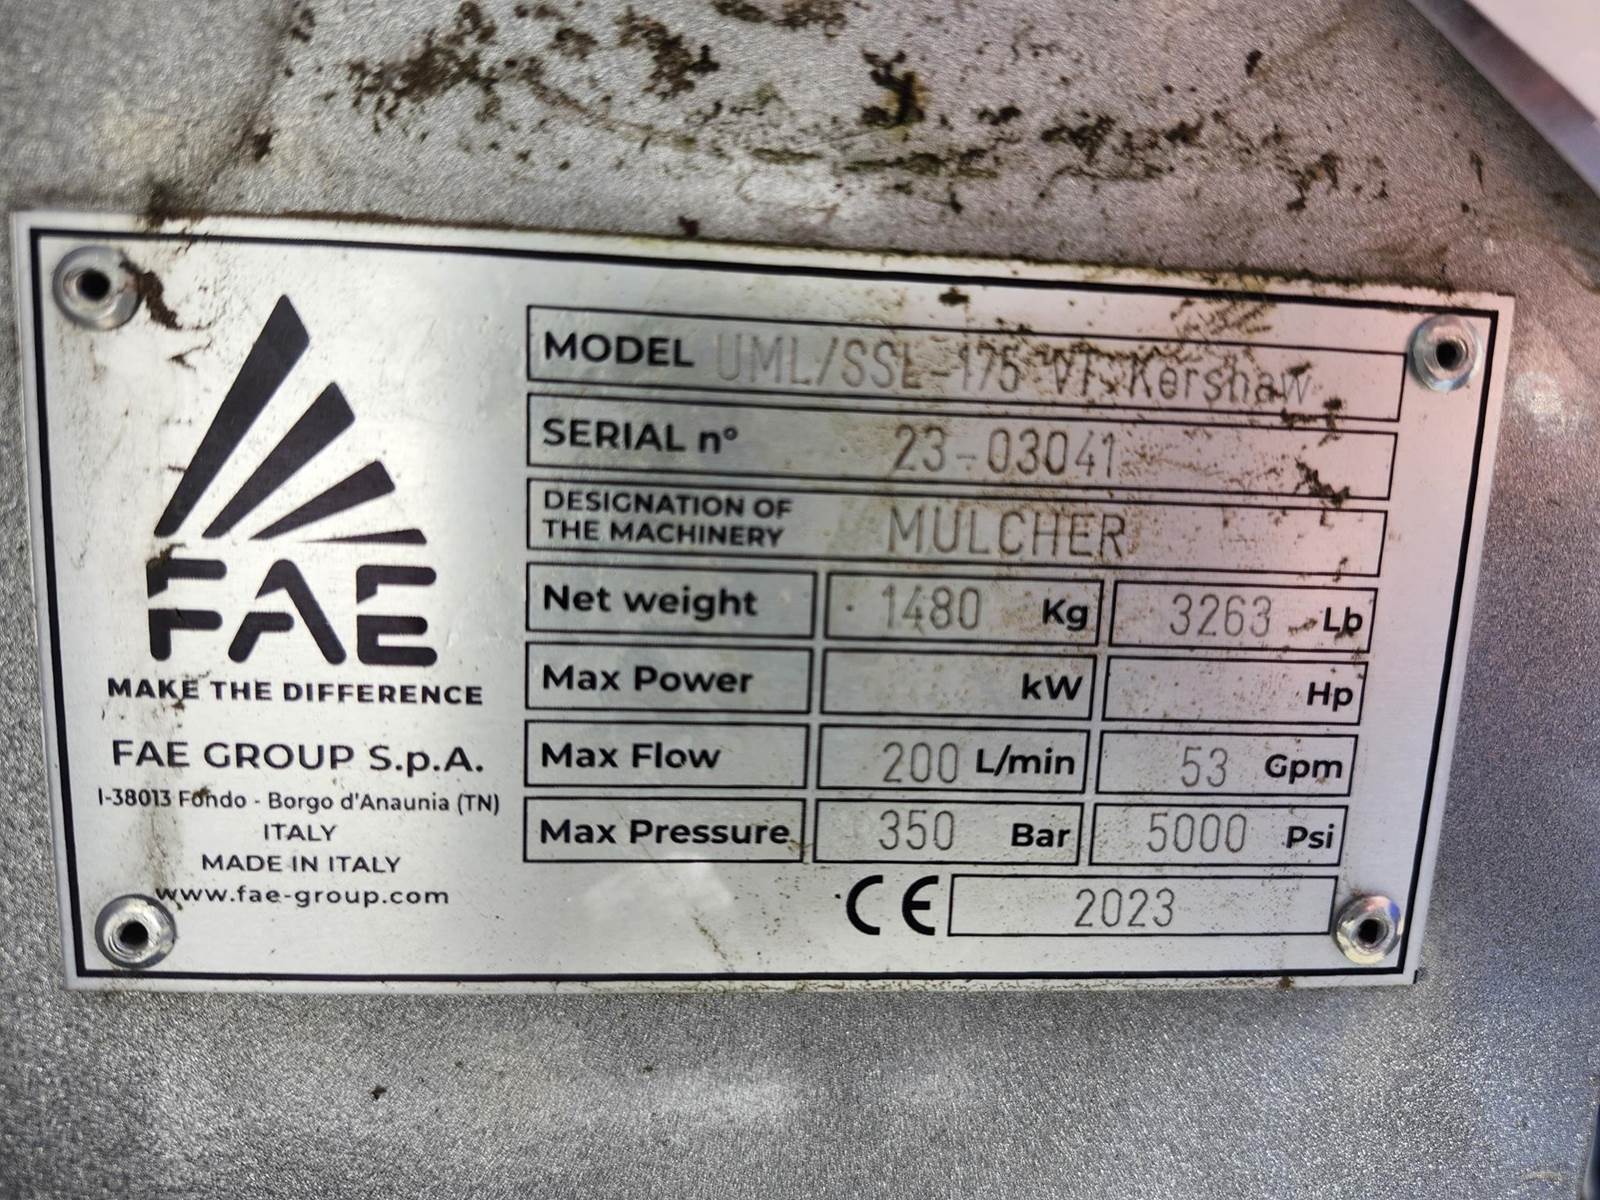 FAE
MAKE THE DIFFERENCE
FAE GROUP S.p.A.
I-38013 Fondo - Borgo d'Anaunia (TN)
ITALY
MADE IN ITALY
www.fae-group.com
MODEL UML/SSL-175 VT Kershaw
SERIAL n° 23-03041
DESIGNATION OF
THE MACHINERY MULCHER
Net weight 1480 Kg 3263 Lb
Max Power kW Hp
Max Flow 200 L/min 53 Gpm
Max Pressure 350 Bar 5000 Psi
CE 2023